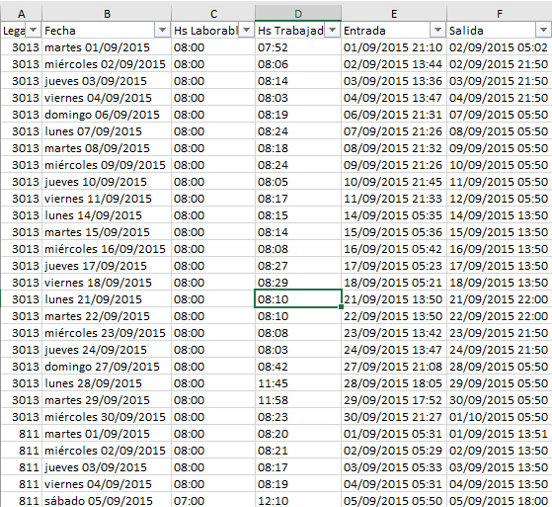 A B C D E F
Lega Fecha Hs Laborabl Hs Trabajad Entrada Salida
3013 martes 01/09/2015 08:00 07:52 01/09/2015 21:10 02/09/2015 05:02
3013 miércoles 02/09/2015 08:00 08:06 02/09/2015 13:44 02/09/2015 21:50
3013 jueves 03/09/2015 08:00 08:14 03/09/2015 13:36 03/09/2015 21:50
3013 viernes 04/09/2015 08:00 08:03 04/09/2015 13:47 04/09/2015 21:50
3013 domingo 06/09/2015 08:00 08:19 06/09/2015 21:31 07/09/2015 05:50
3013 lunes 07/09/2015 08:00 08:24 07/09/2015 21:26 08/09/2015 05:50
3013 martes 08/09/2015 08:00 08:18 08/09/2015 21:32 09/09/2015 05:50
3013 miércoles 09/09/2015 08:00 08:24 09/09/2015 21:26 10/09/2015 05:50
3013 jueves 10/09/2015 08:00 08:05 10/09/2015 21:45 11/09/2015 05:50
3013 viernes 11/09/2015 08:00 08:17 11/09/2015 21:33 12/09/2015 05:50
3013 lunes 14/09/2015 08:00 08:15 14/09/2015 05:35 14/09/2015 13:50
3013 martes 15/09/2015 08:00 08:14 15/09/2015 05:36 15/09/2015 13:50
3013 miércoles 16/09/2015 08:00 08:08 16/09/2015 05:42 16/09/2015 13:50
3013 jueves 17/09/2015 08:00 08:27 17/09/2015 05:23 17/09/2015 13:50
3013 viernes 18/09/2015 08:00 08:29 18/09/2015 05:21 18/09/2015 13:50
3013 lunes 21/09/2015 08:00 08:10 21/09/2015 13:50 21/09/2015 22:00
3013 martes 22/09/2015 08:00 08:10 22/09/2015 13:50 22/09/2015 22:00
3013 miércoles 23/09/2015 08:00 08:08 23/09/2015 13:42 23/09/2015 21:50
3013 jueves 24/09/2015 08:00 08:03 24/09/2015 13:47 24/09/2015 21:50
3013 domingo 27/09/2015 08:00 08:42 27/09/2015 21:08 28/09/2015 05:50
3013 lunes 28/09/2015 08:00 11:45 28/09/2015 18:05 29/09/2015 05:50
3013 martes 29/09/2015 08:00 11:58 29/09/2015 17:52 30/09/2015 05:50
3013 miércoles 30/09/2015 08:00 08:23 30/09/2015 21:27 01/10/2015 05:50
811 martes 01/09/2015 08:00 08:20 01/09/2015 05:31 01/09/2015 13:51
811 miércoles 02/09/2015 08:00 08:21 02/09/2015 05:29 02/09/2015 13:50
811 jueves 03/09/2015 08:00 08:17 03/09/2015 05:33 03/09/2015 13:50
811 viernes 04/09/2015 08:00 08:19 04/09/2015 05:31 04/09/2015 13:50
811 sábado 05/09/2015 07:00 12:10 05/09/2015 05:50 05/09/2015 18:00